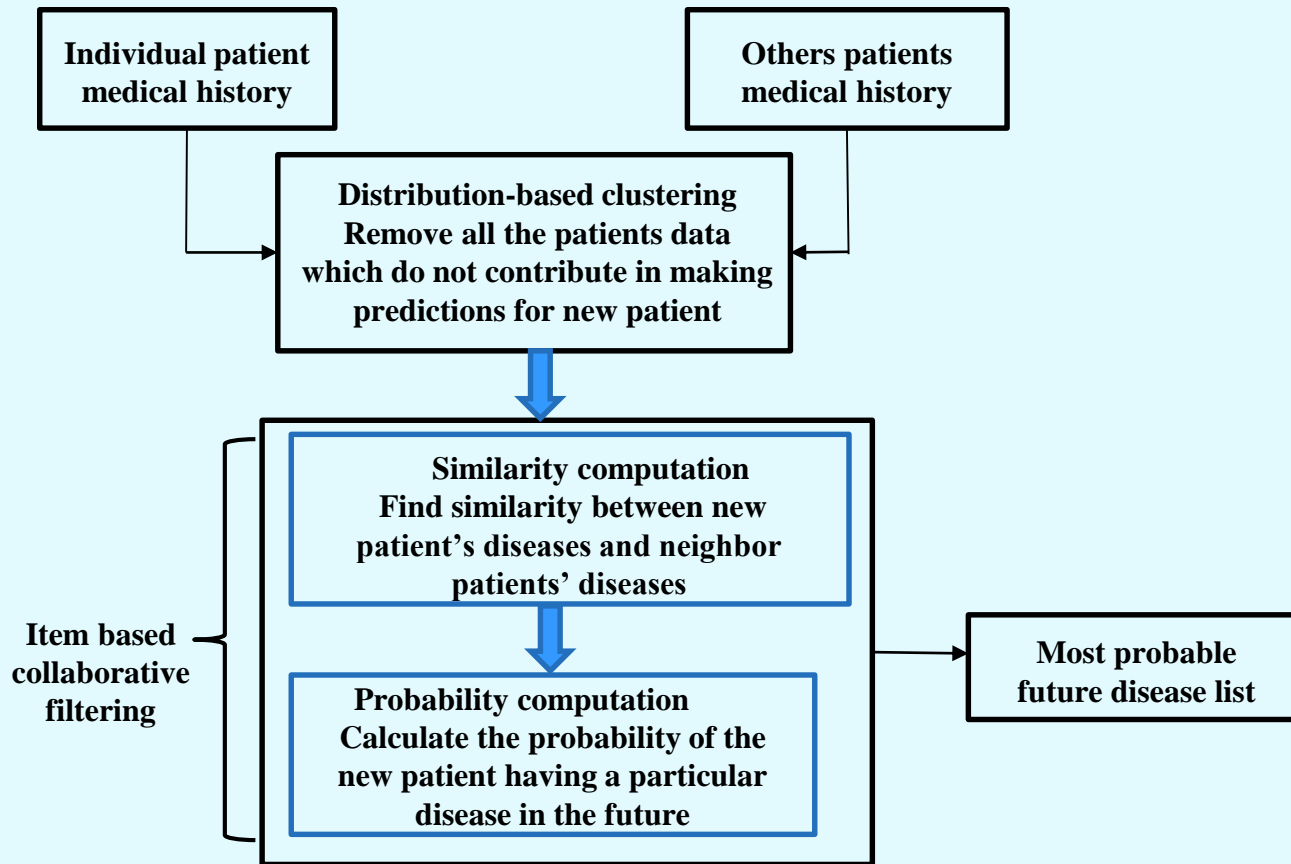 Individual patient
medical history
Others patients
medical history
Distribution-based clustering
Remove all the patients data
which do not contribute in making
predictions for new patient
Similarity computation
Find similarity between new
patient’s diseases and neighbor
patients’ diseases
Item based
collaborative
filtering
Probability computation
Calculate the probability of the
new patient having a particular
disease in the future
Most probable
future disease list